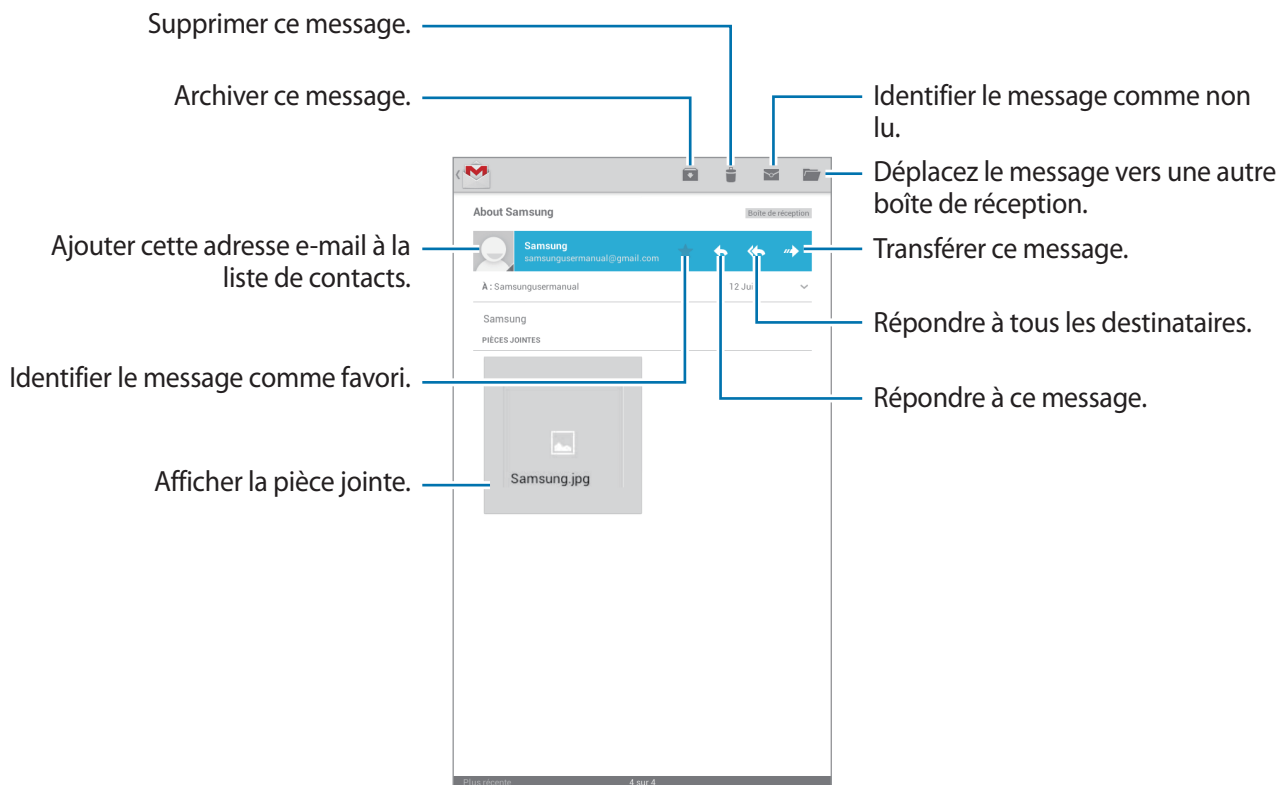 Supprimer ce message.
Archiver ce message.
Identifier le message comme non
lu.
Déplacez le message vers une autre
boîte de réception.
About Samsung
Boîte de réception
Ajouter cette adresse e-mail à la
liste de contacts.
Samsung
samsungusermanual@gmail.com
Transférer ce message.
À : Samsungusermanual
12 Jui
Samsung
PIÈCES JOINTES
Répondre à tous les destinataires.
Identifier le message comme favori.
Répondre à ce message.
Afficher la pièce jointe.
Samsung.jpg
Plus récente
4 sur 4